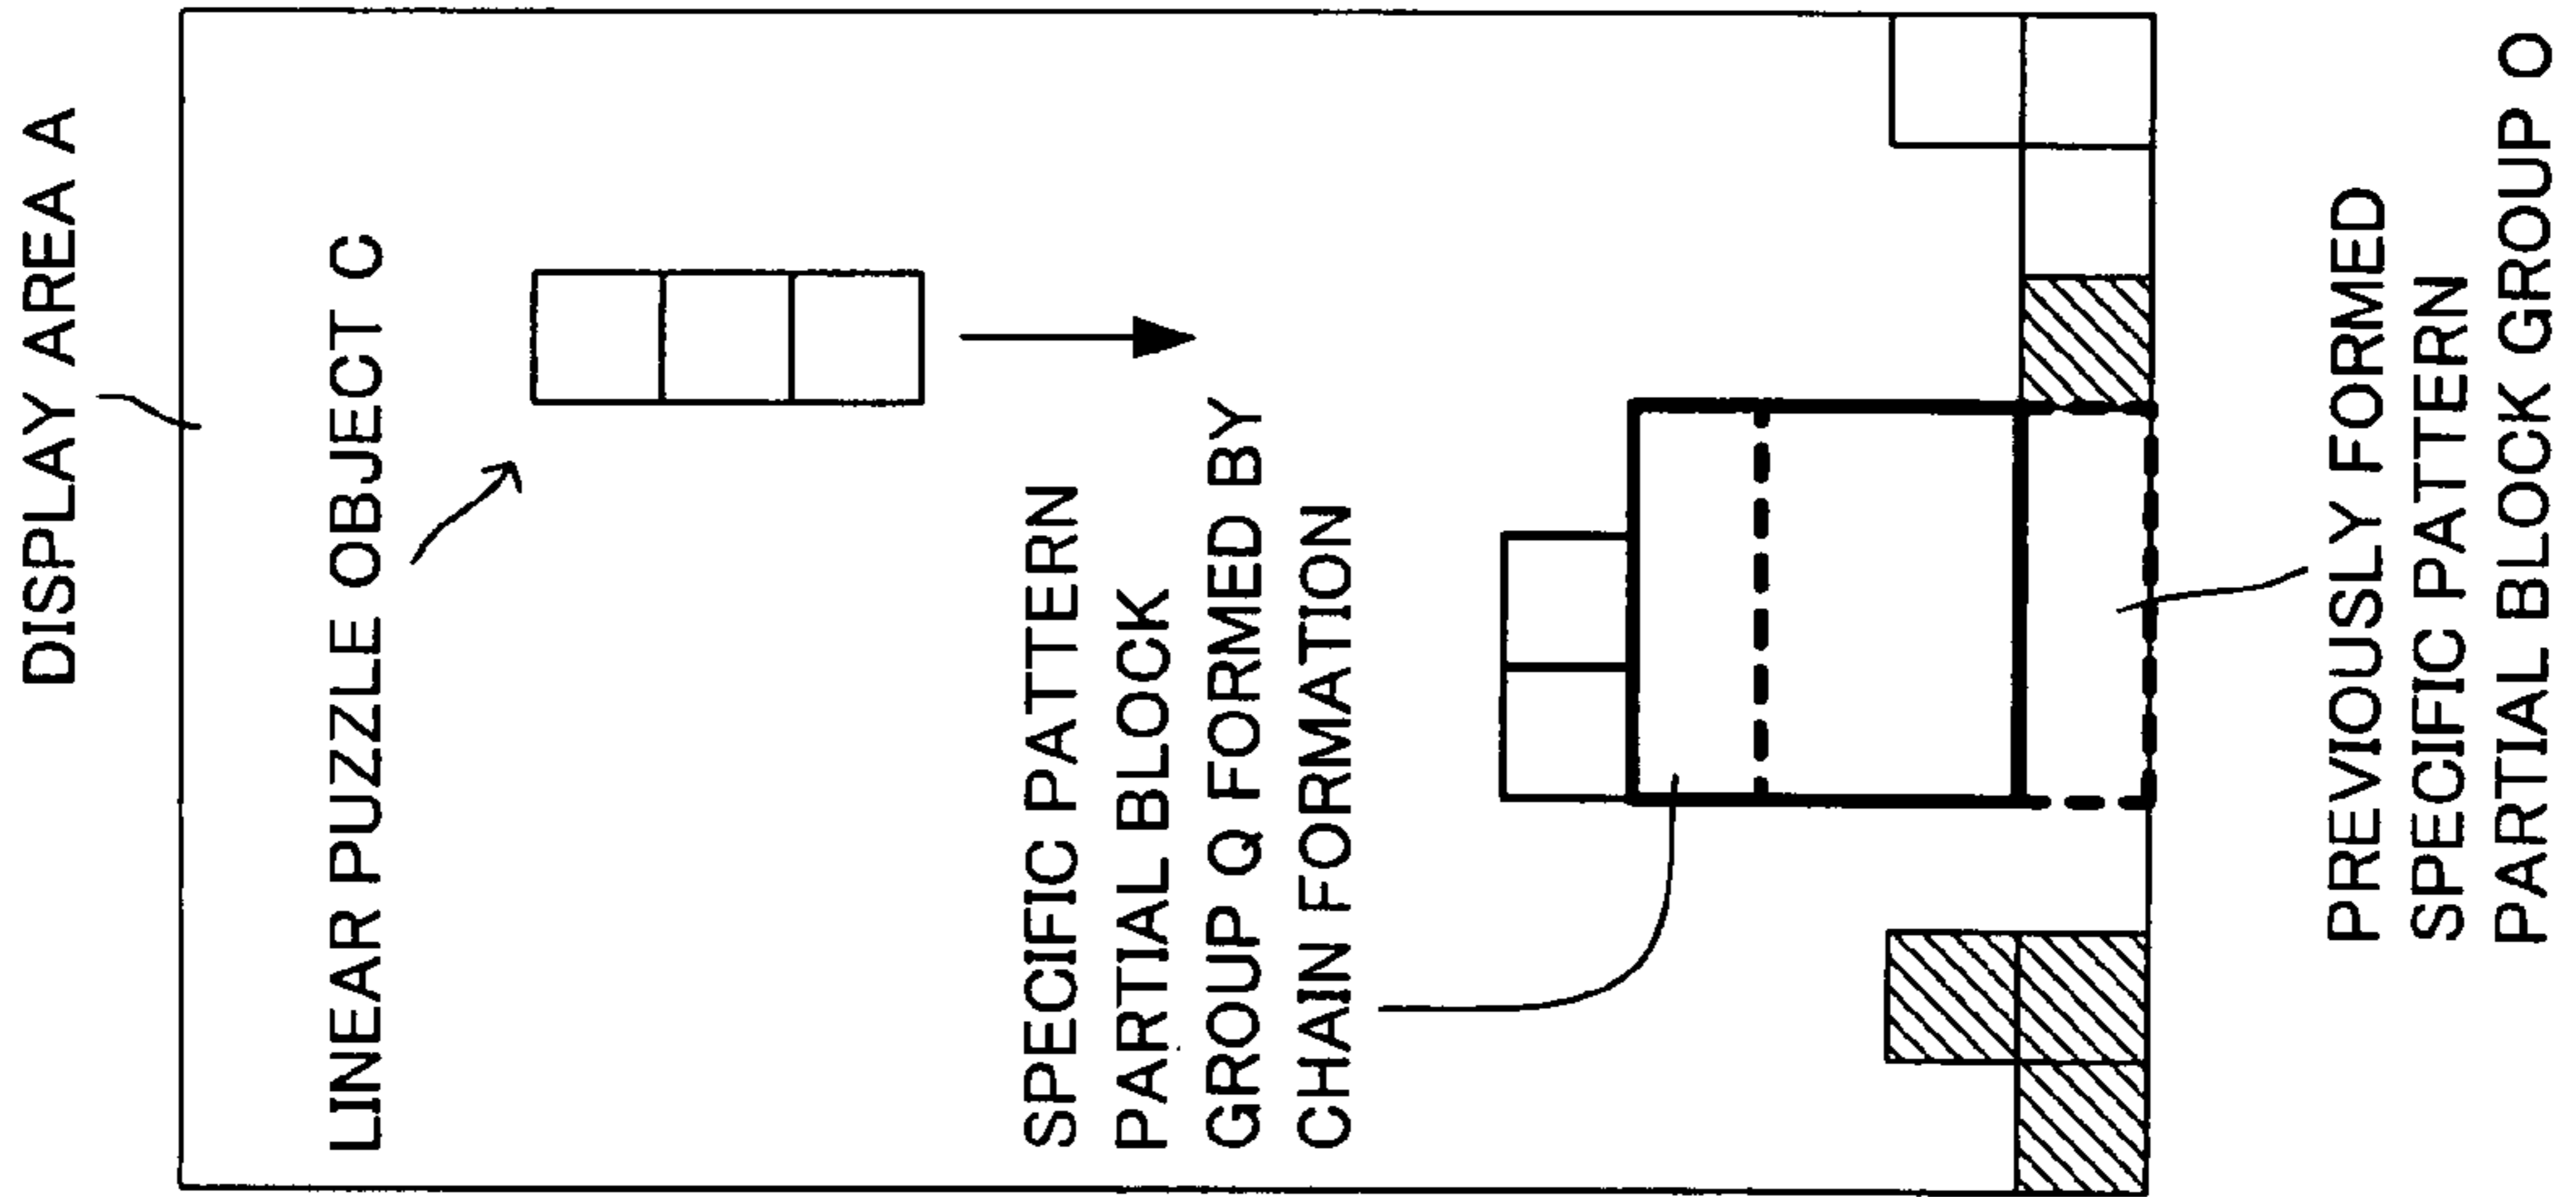 DISPLAY AREA A
LINEAR PUZZLE OBJECT C
SPECIFIC PATTERN
PARTIAL BLOCK
GROUP Q FORMED BY
CHAIN FORMATION
PREVIOUSLY FORMED
SPECIFIC PATTERN
PARTIAL BLOCK GROUP O